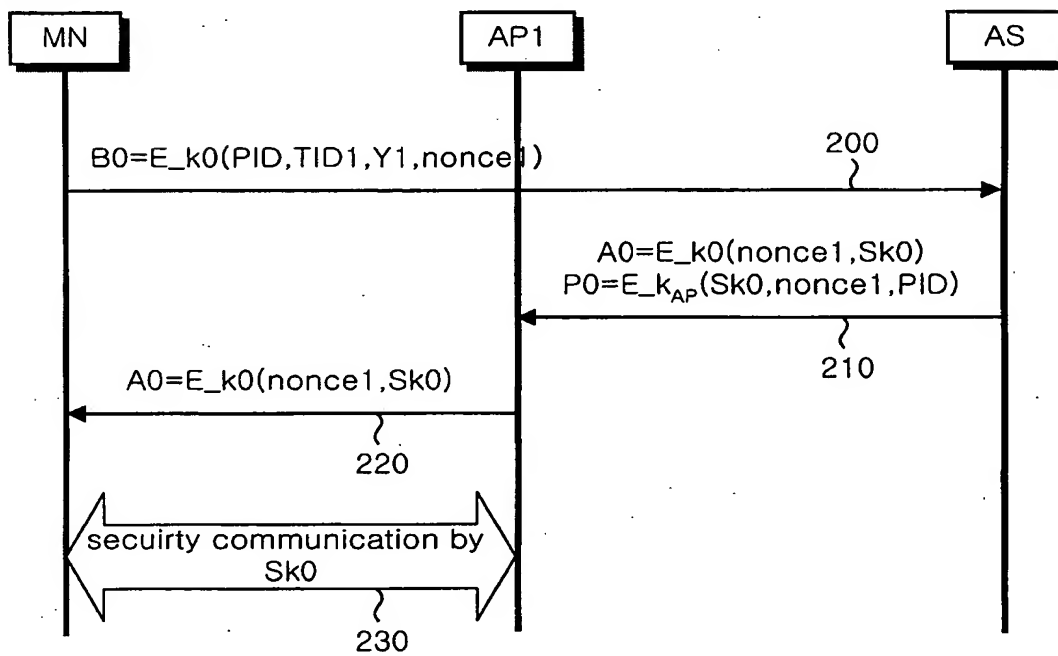 MN
AP1
AS
B0=E_k0(PID,TID1,Y1,nonce1)
200
A0=E_k0(nonce1,Sk0)
P0=E_k_AP(Sk0,nonce1,PID)
210
A0=E_k0(nonce1,Sk0)
220
secuirty communication by
Sk0
230